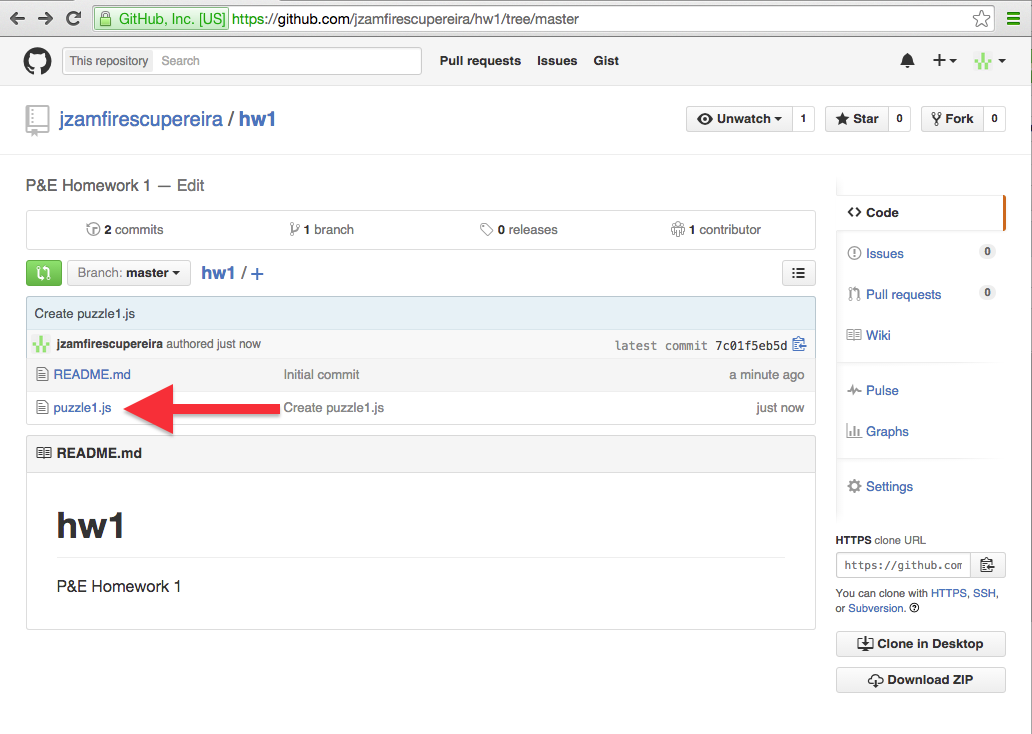 GitHub, Inc. [US] https://github.com/jzamfirescupereira/hw1/tree/master
This repository Search Pull requests Issues Gist
jzamfirescupereira / hw1 Unwatch 1 Star 0 Fork 0
P&E Homework 1 — Edit
2 commits 1 branch 0 releases 1 contributor
Branch: master hw1 / +
Create puzzle1.js
jzamfirescupereira authored just now latest commit 7c01f5eb5d
README.md Initial commit a minute ago
puzzle1.js Create puzzle1.js just now
README.md
hw1
P&E Homework 1
Code
Issues 0
Pull requests 0
Wiki
Pulse
Graphs
Settings
HTTPS clone URL
https://github.com
You can clone with HTTPS, SSH,
or Subversion.
Clone in Desktop
Download ZIP